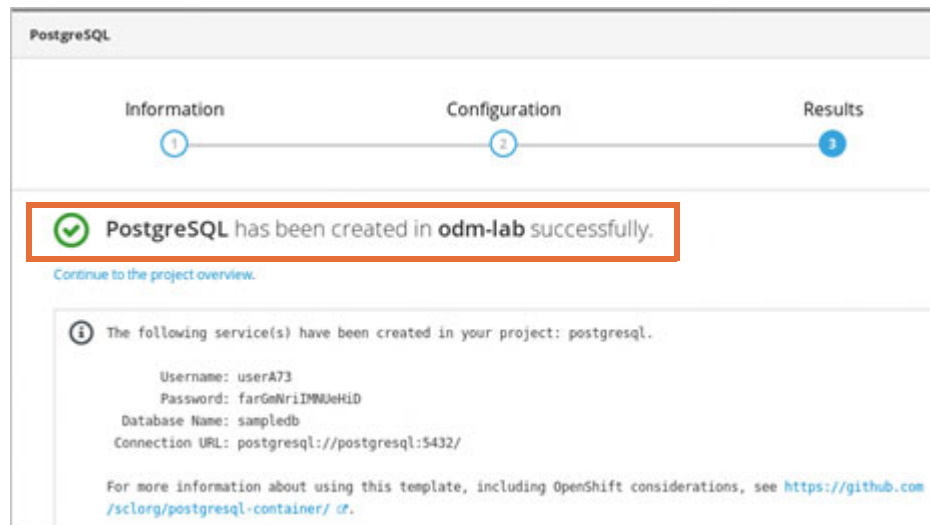 PostgreSQL
Information Configuration Results
1 2 3
PostgreSQL has been created in odm-lab successfully.
Continue to the project overview.
The following service(s) have been created in your project: postgresql.
Username: userA73
Password: farGmNriIMNUeHiD
Database Name: sampledb
Connection URL: postgresql://postgresql:5432/
For more information about using this template, including OpenShift considerations, see https://github.com
/sclorg/postgresql-container/.